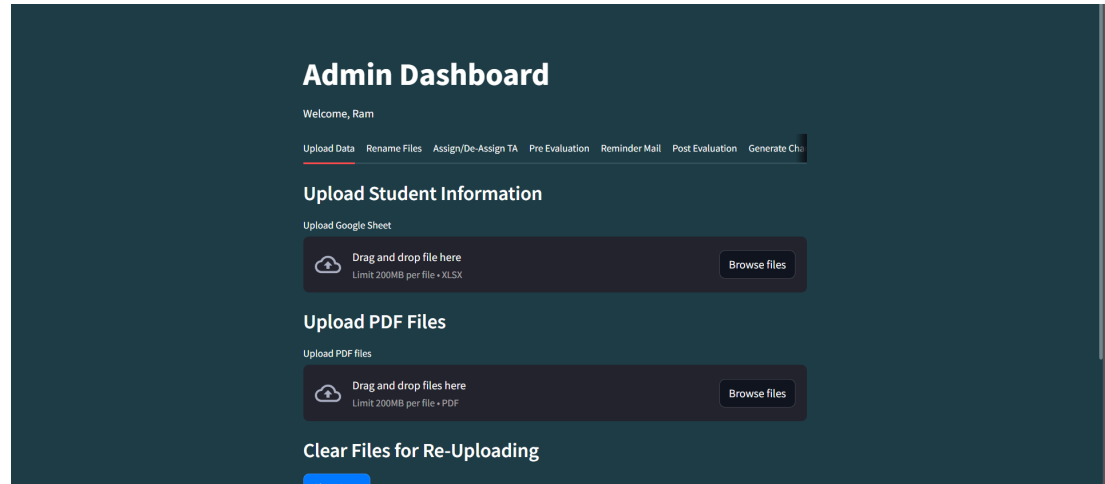 Admin Dashboard
Welcome, Ram
Upload Data Rename Files Assign/De-Assign TA Pre Evaluation Reminder Mail Post Evaluation Generate
Upload Student Information
Upload Google Sheet
Drag and drop file here
Limit 200MB per file • XLSX
Browse files
Upload PDF Files
Upload PDF files
Drag and drop files here
Limit 200MB per file • PDF
Browse files
Clear Files for Re-Uploading